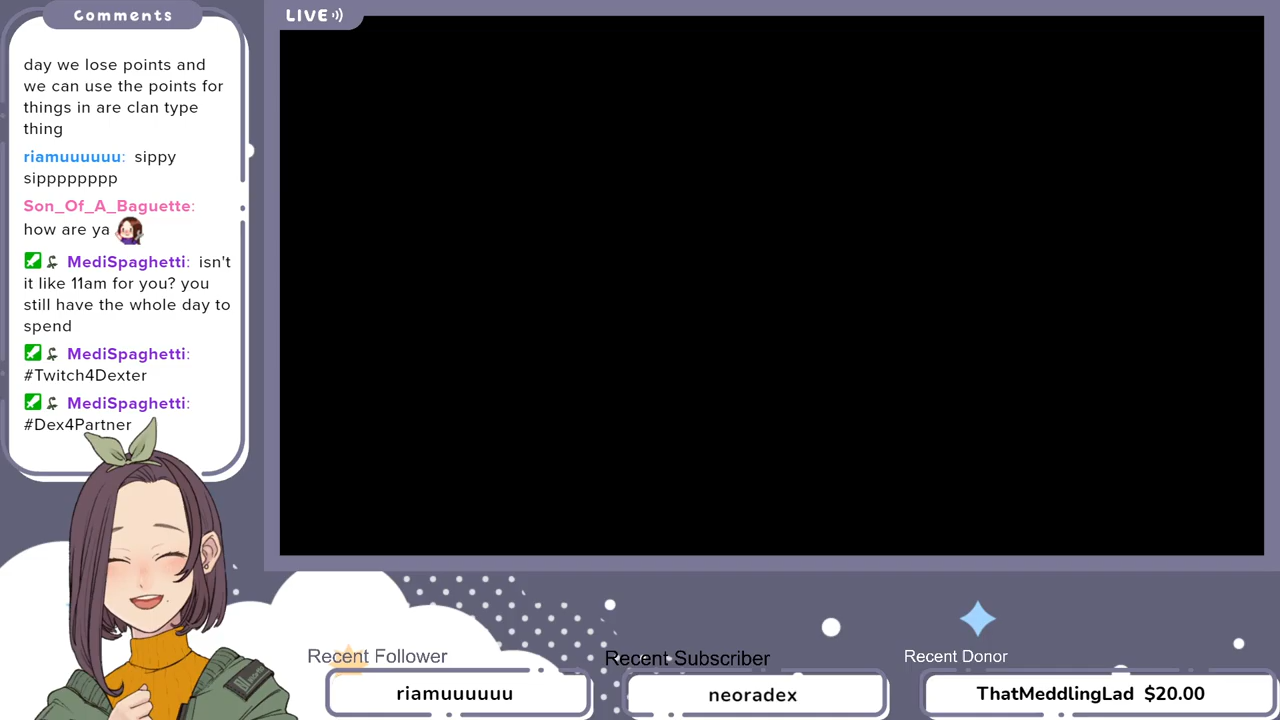 Comments
LIVE
day we lose points and
we can use the points for
things in are clan type
thing
riamuuuuuu: sippy
sipppppppp
Son_Of_A_Baguette:
how are ya
MediSpaghetti: isn't
it like 11am for you? you
still have the whole day to
spend
MediSpaghetti:
#Twitch4Dexter
MediSpaghetti:
#Dex4Partner
Recent Follower
riamuuuuuu
Recent Subscriber
neoradex
Recent Donor
ThatMeddlingLad $20.00